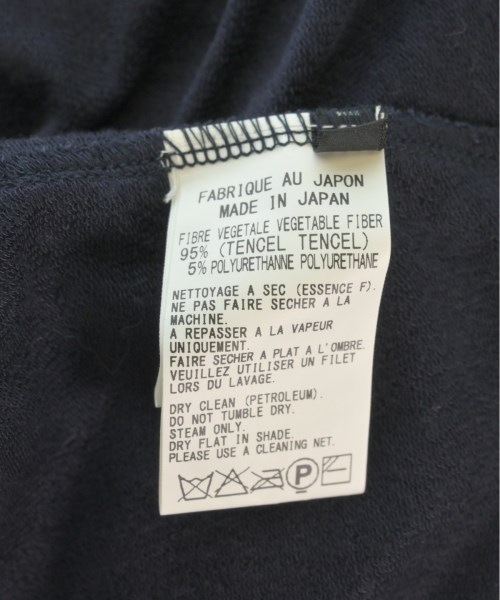 FABRIQUE AU JAPON
MADE IN JAPAN
FIBRE VEGETALE VEGETABLE FIBER
95% (TENCEL TENCEL)
5% POLYURETHANNE POLYURETHANE
NETTOYAGE A SEC (ESSENCE F).
NE PAS FAIRE SECHER A LA
MACHINE.
A REPASSER A LA VAPEUR
UNIQUEMENT.
FAIRE SECHER A PLAT A L'OMBRE.
VEUILLEZ UTILISER UN FILET
LORS DU LAVAGE.
DRY CLEAN (PETROLEUM).
DO NOT TUMBLE DRY.
STEAM ONLY.
DRY FLAT IN SHADE.
PLEASE USE A CLEANING NET.
P